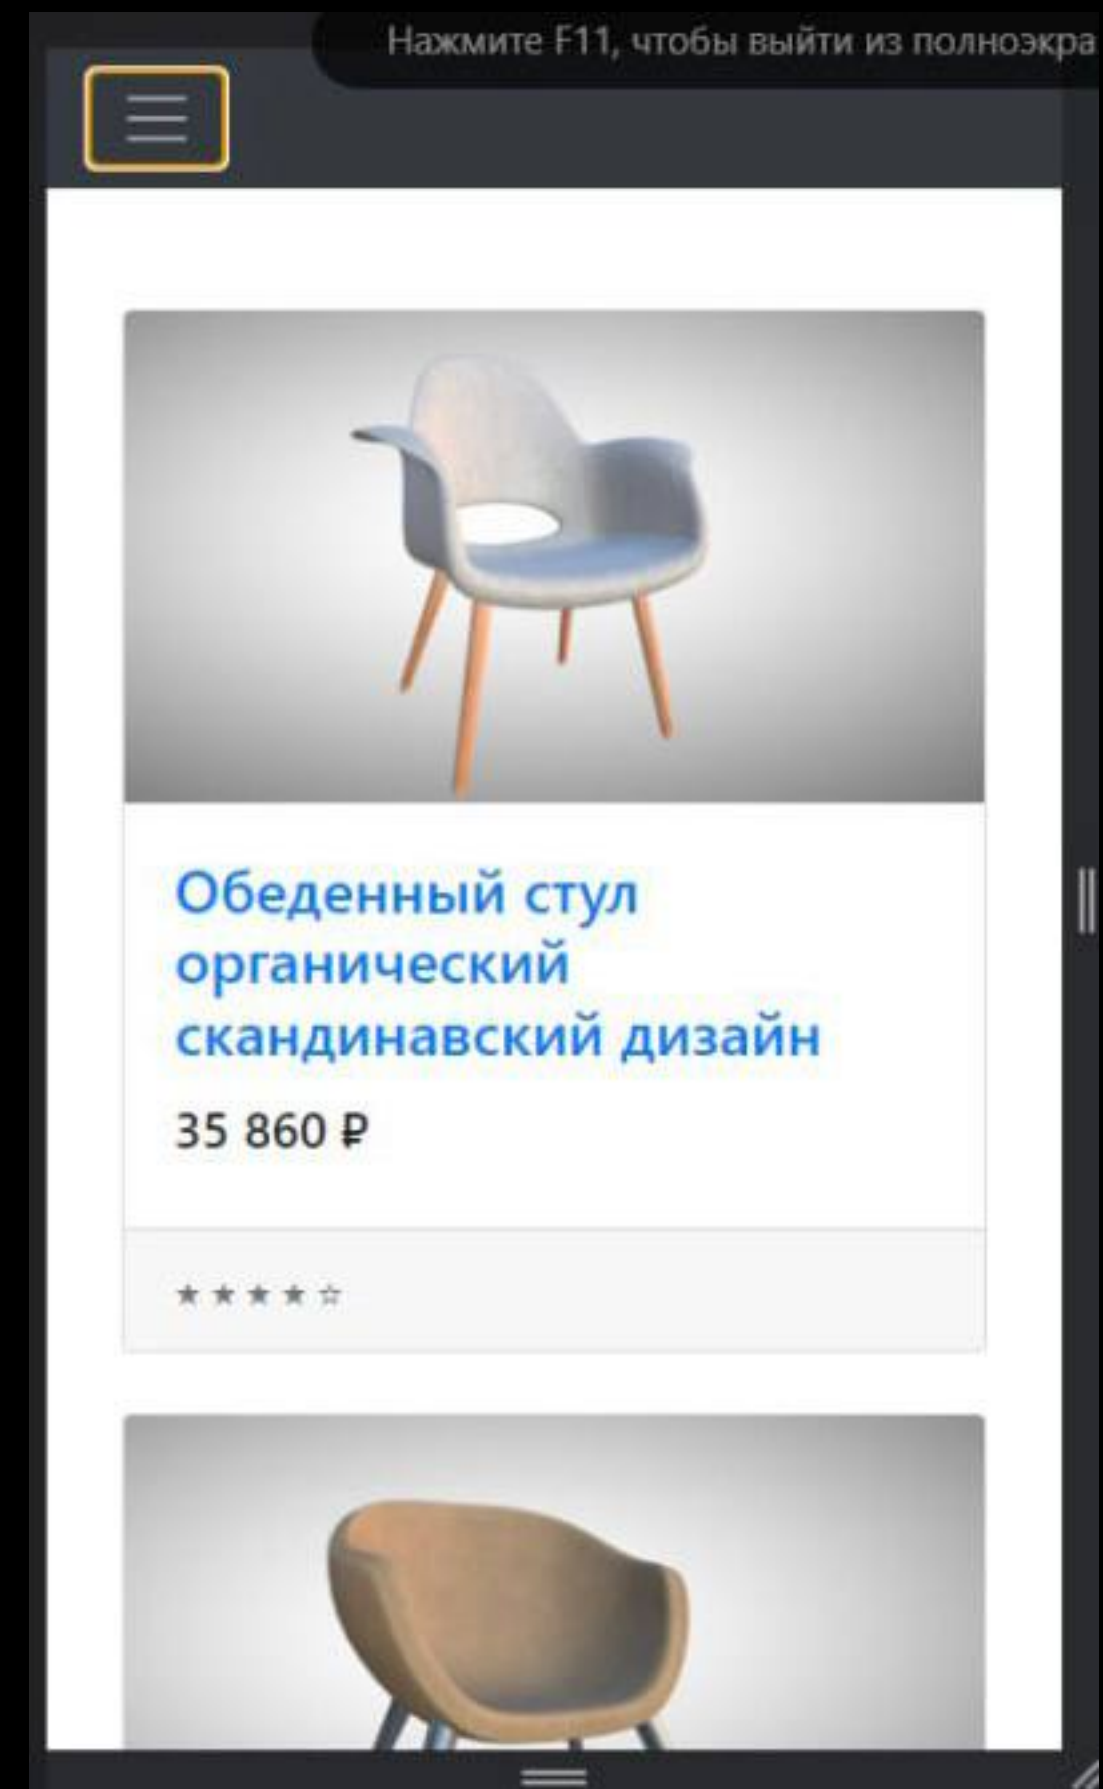 Нажмите F11, чтобы выйти из полноэкра
Обеденный стул
органический
скандинавский дизайн
35 860 ₽
★ ★ ★ ★ ☆